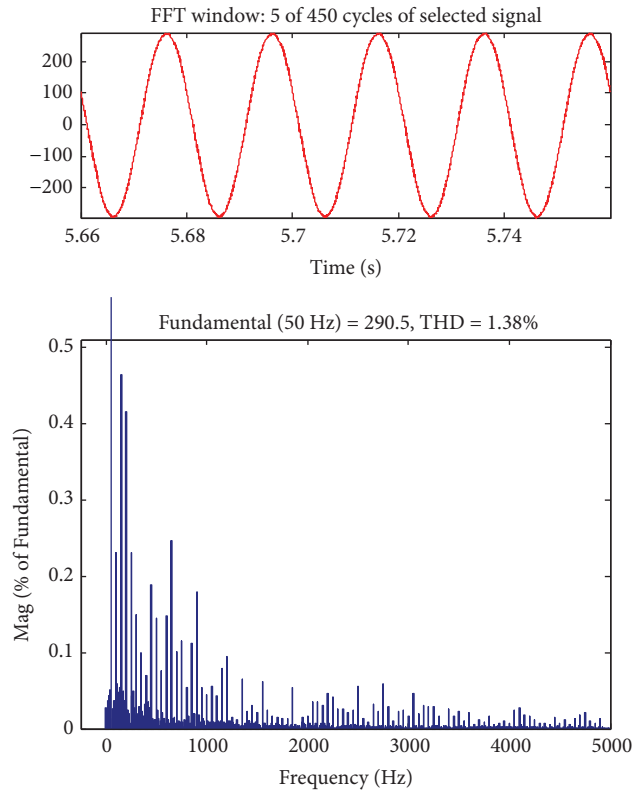 FFT window: 5 of 450 cycles of selected signal
200
100
0
−100
−200
5.66 5.68 5.7 5.72 5.74
Time (s)
Fundamental (50 Hz) = 290.5, THD = 1.38%
0.5
0.4
0.3
0.2
0.1
0
Mag (% of Fundamental)
0 1000 2000 3000 4000 5000
Frequency (Hz)